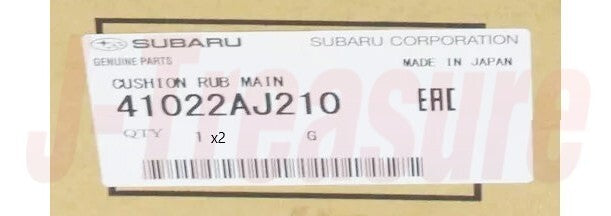 SUBARU SUBARU CORPORATION
GENUINE PARTS MADE IN JAPAN
CUSHION RUB MAIN
41022AJ210 EAC
QTY 1 x2 G
J-Treasure